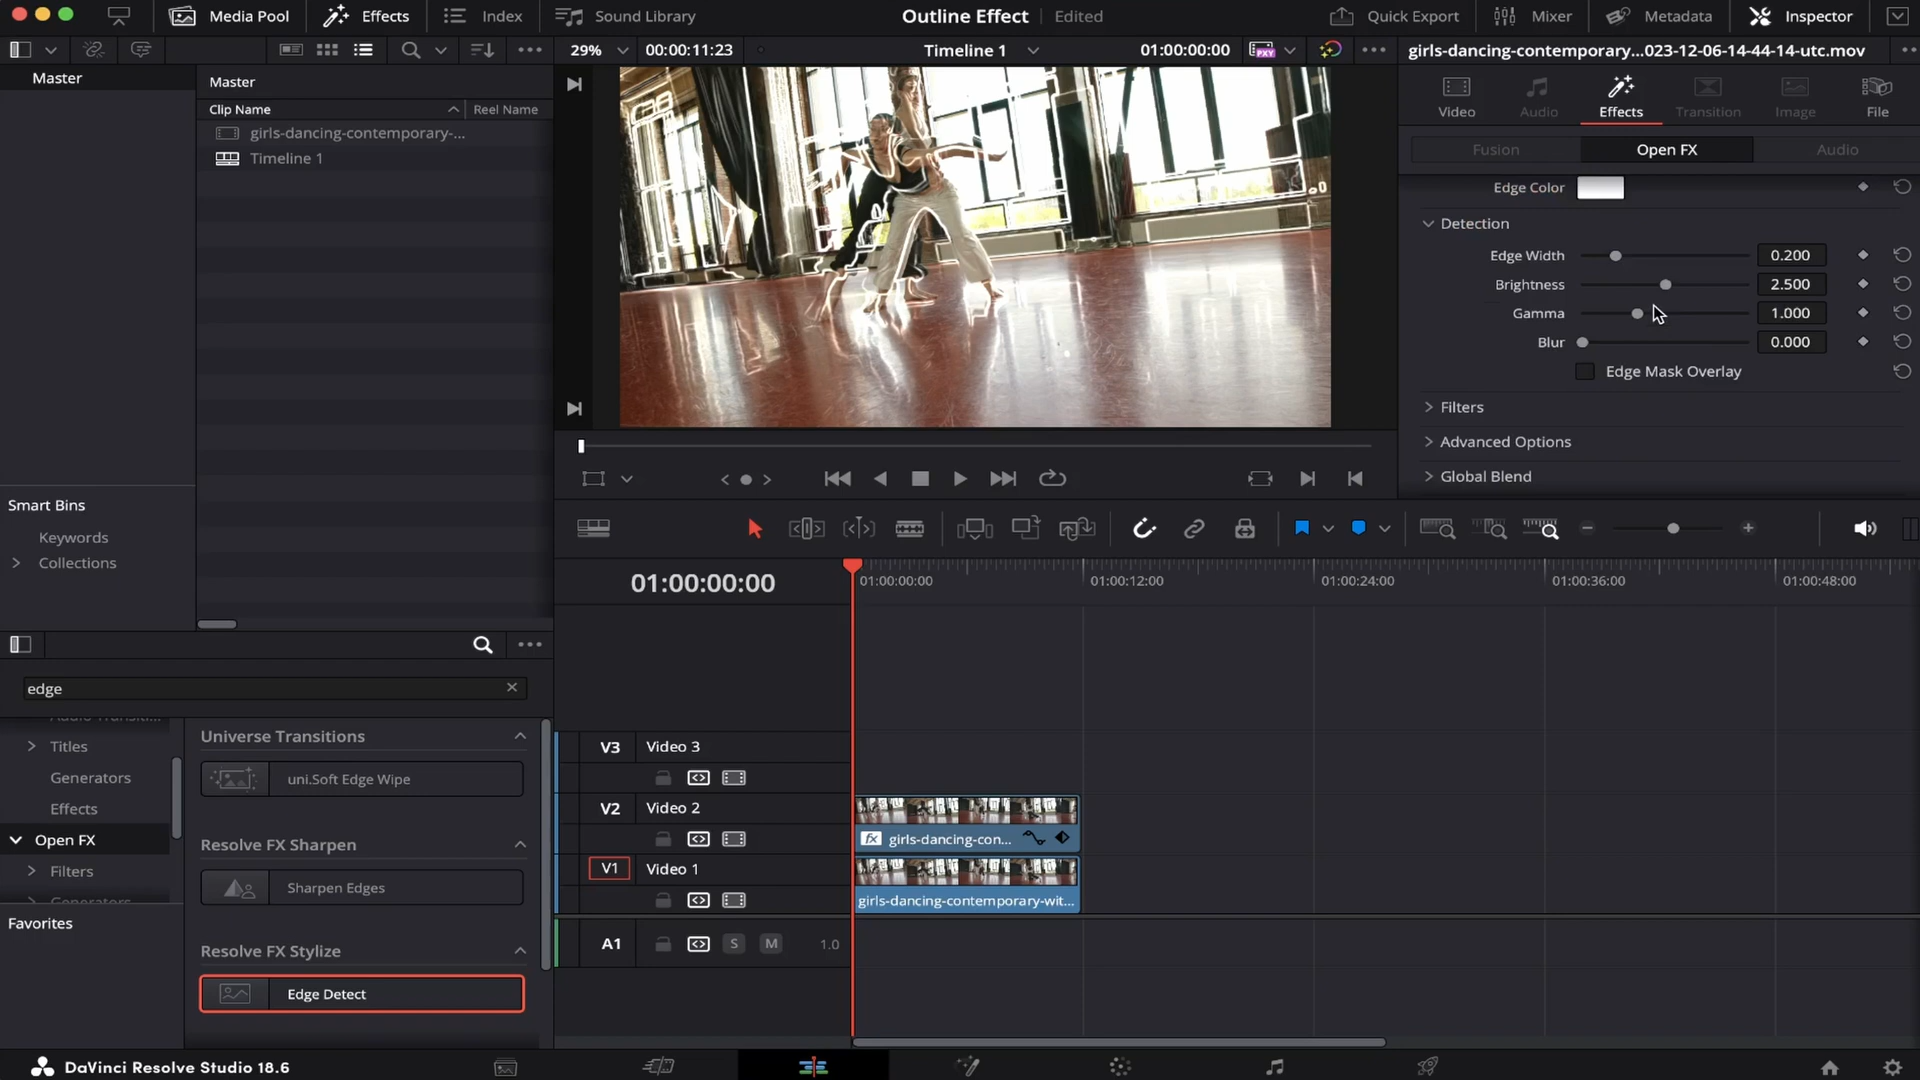 Media Pool
Effects
Index
Sound Library
Outline Effect
Edited
Quick Export
Mixer
Metadata
Inspector
29%
00:00:11:23
Timeline 1
01:00:00:00
PXY
girls-dancing-contemporary...023-12-06-14-44-14-utc.mov
Master
Master
Clip Name
Reel Name
girls-dancing-contemporary-...
Timeline 1
Video
Audio
Effects
Transition
Image
File
Fusion
Open FX
Audio
Edge Color
Detection
Edge Width
0.200
Brightness
2.500
Gamma
1.000
Blur
0.000
Edge Mask Overlay
Filters
Advanced Options
Global Blend
Smart Bins
Keywords
Collections
edge
Titles
Generators
Effects
Open FX
Filters
Favorites
Universe Transitions
uni.Soft Edge Wipe
Resolve FX Sharpen
Sharpen Edges
Resolve FX Stylize
Edge Detect
01:00:00:00
01:00:00:00
01:00:12:00
01:00:24:00
01:00:36:00
01:00:48:00
V3
Video 3
V2
Video 2
fx
girls-dancing-con...
V1
Video 1
girls-dancing-contemporary-wit...
A1
S
M
1.0
DaVinci Resolve Studio 18.6